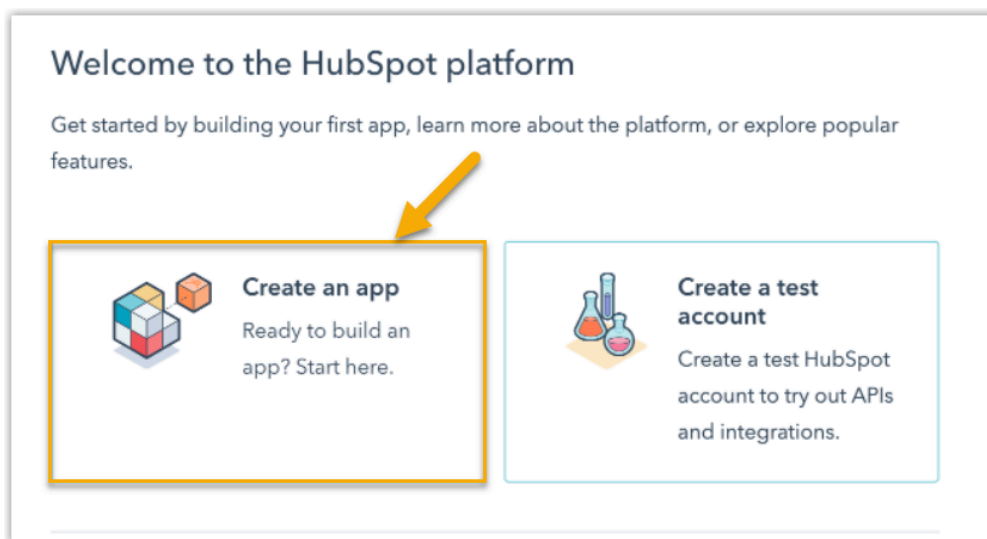 Welcome to the HubSpot platform
Get started by building your first app, learn more about the platform, or explore popular
features.
Create an app
Ready to build an
app? Start here.
Create a test
account
Create a test HubSpot
account to try out APIs
and integrations.